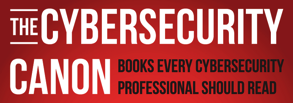 THE CYBERSECURITY
CANON BOOKS EVERY CYBERSECURITY
PROFESSIONAL SHOULD READ